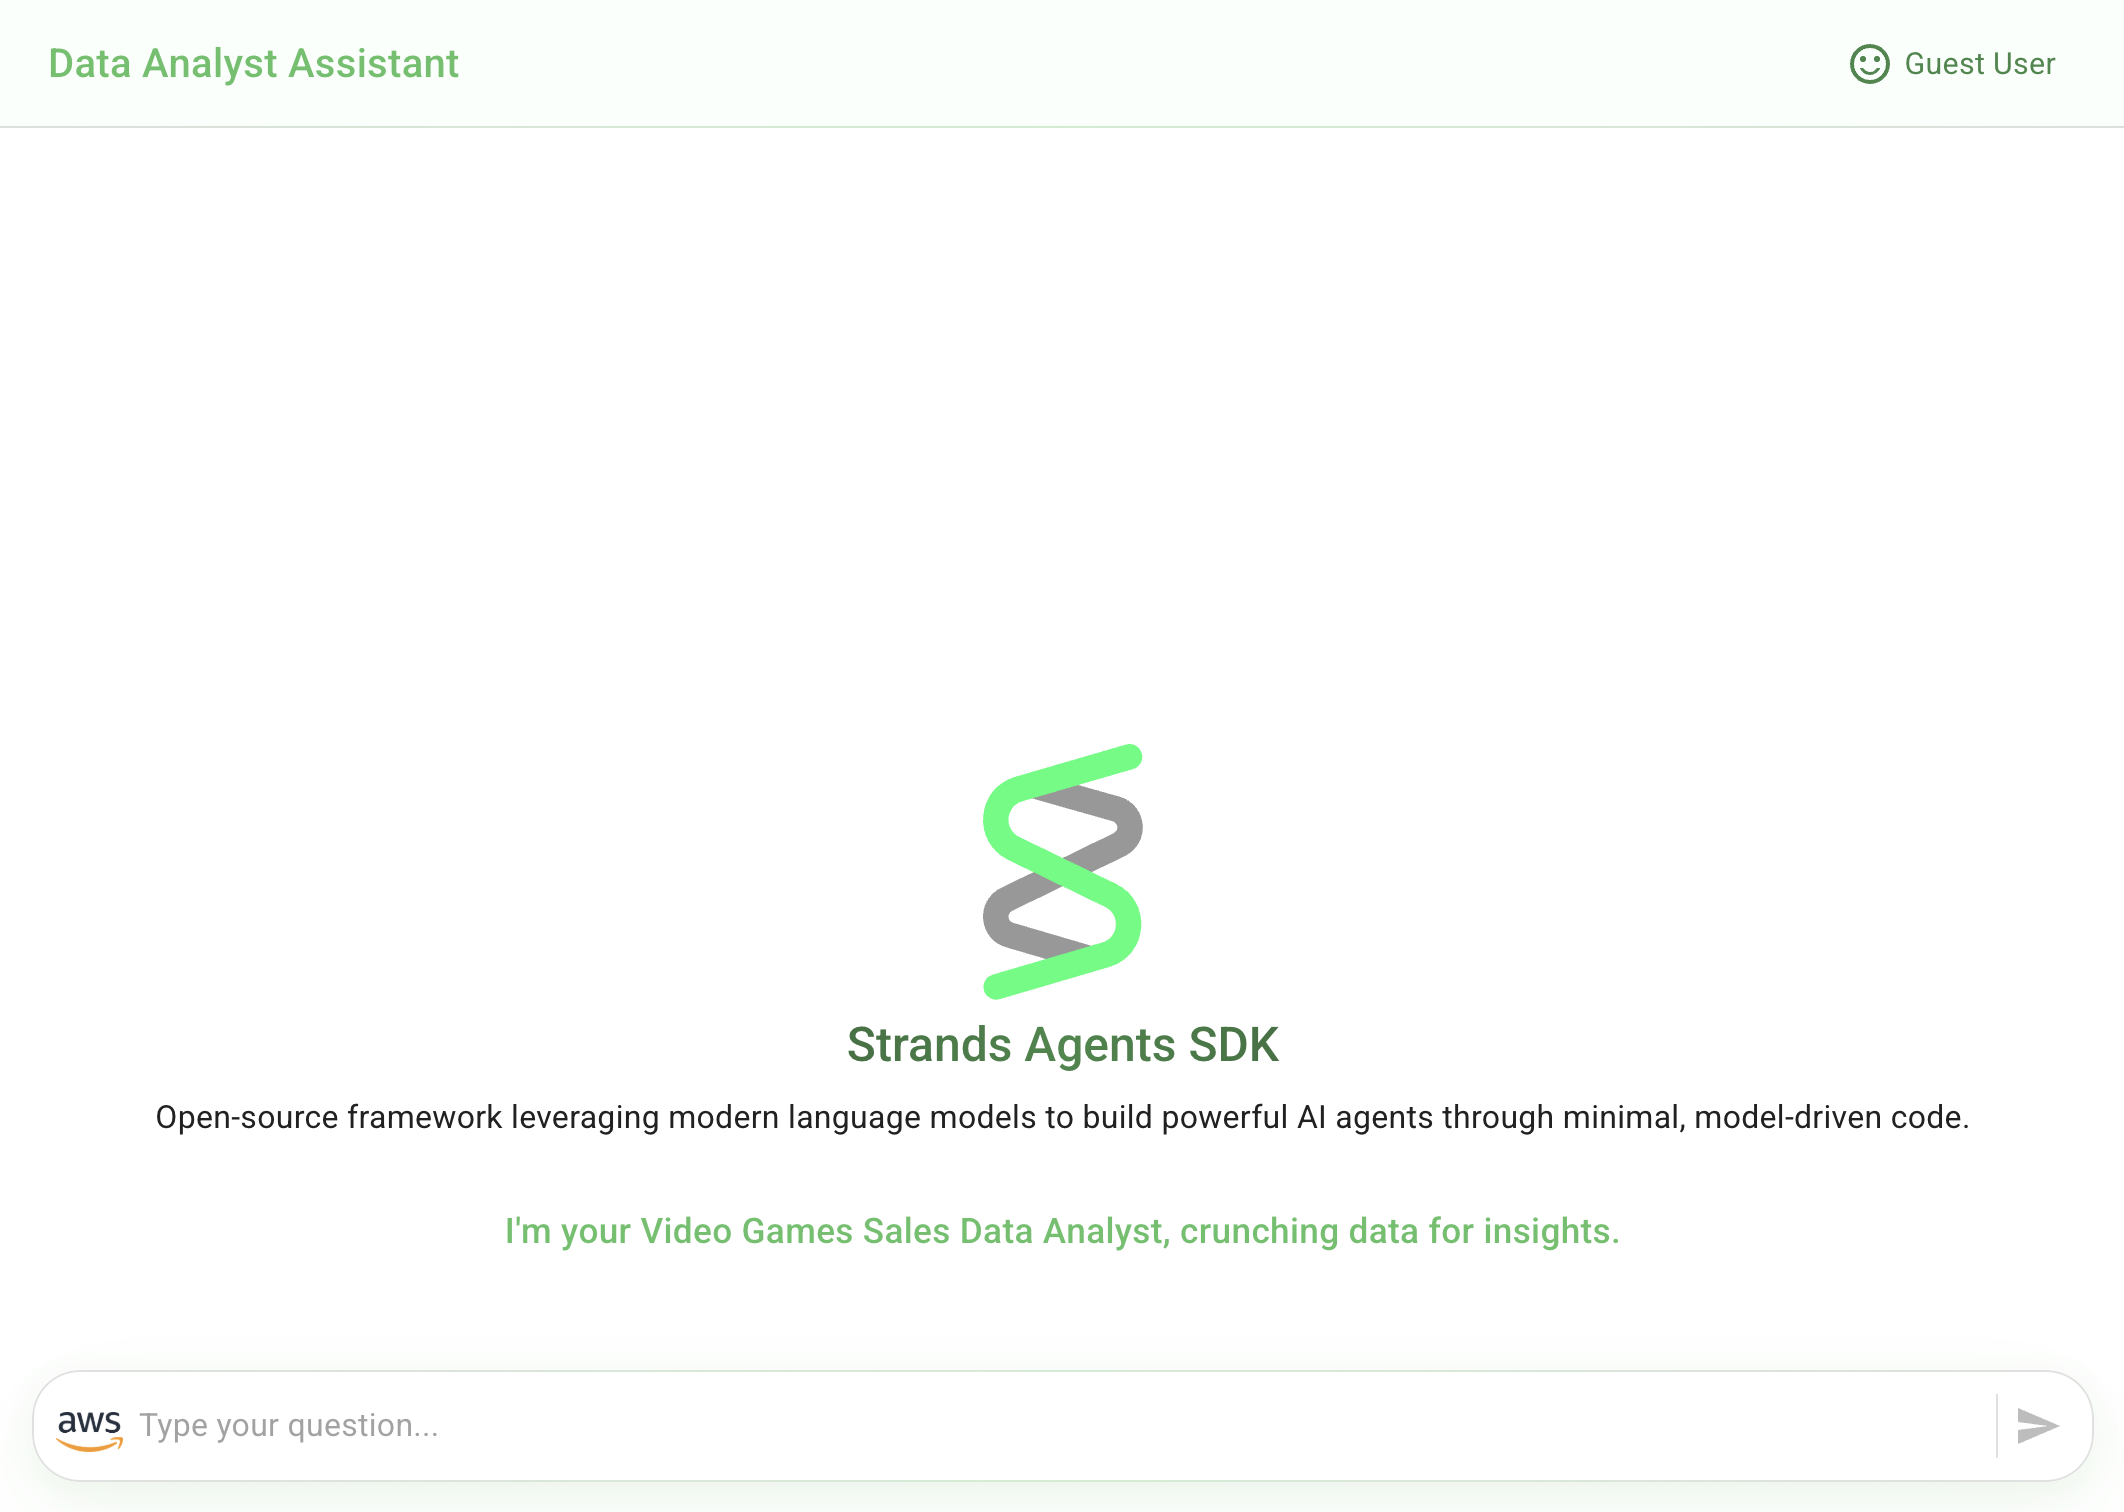 Data Analyst Assistant
Guest User
Strands Agents SDK
Open-source framework leveraging modern language models to build powerful AI agents through minimal, model-driven code.
I'm your Video Games Sales Data Analyst, crunching data for insights.
aws
Type your question...